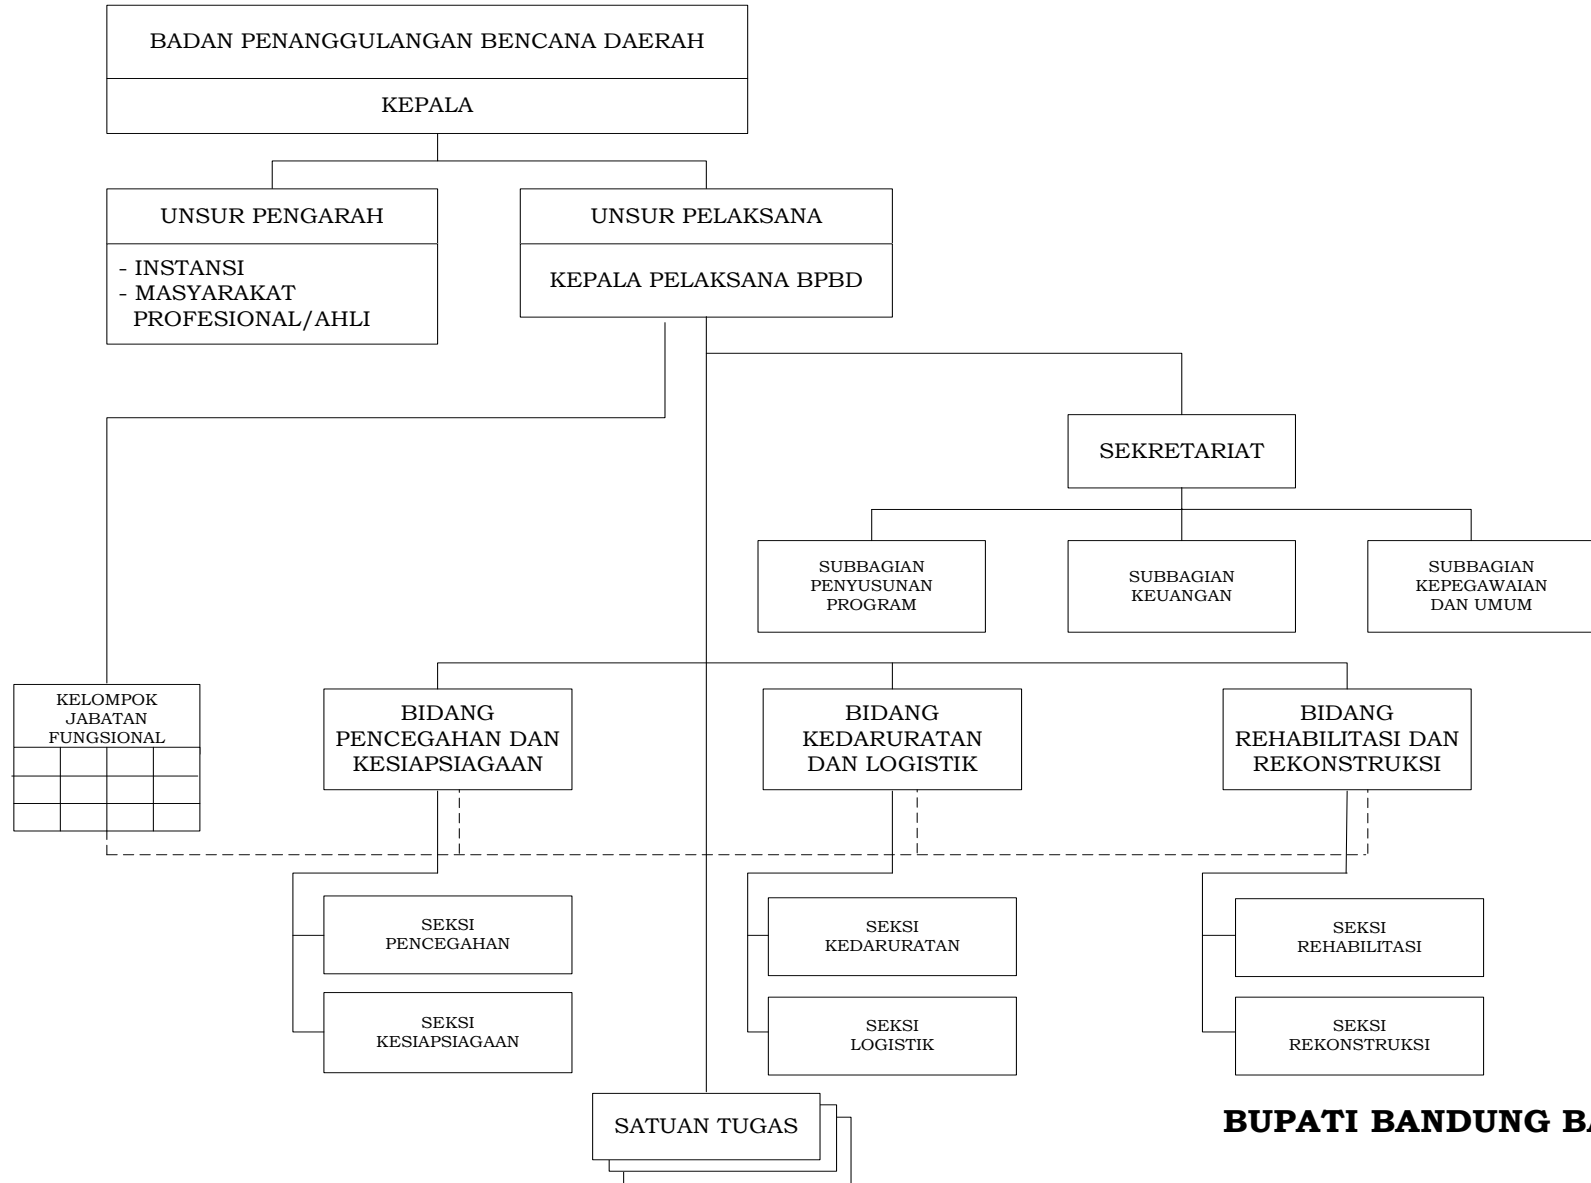 BADAN PENANGGULANGAN BENCANA DAERAH
KEPALA
UNSUR PENGARAH
- INSTANSI
- MASYARAKAT
PROFESIONAL/AHLI
UNSUR PELAKSANA
KEPALA PELAKSANA BPBD
SEKRETARIAT
SUBBAGIAN
PENYUSUNAN
PROGRAM
SUBBAGIAN
KEUANGAN
SUBBAGIAN
KEPEGAWAIAN
DAN UMUM
KELOMPOK
JABATAN
FUNGSIONAL
BIDANG
PENCEGAHAN DAN
KESIAPSIAGAAN
BIDANG
KEDARURATAN
DAN LOGISTIK
BIDANG
REHABILITASI DAN
REKONSTRUKSI
SEKSI
PENCEGAHAN
SEKSI
KESIAPSIAGAAN
SEKSI
KEDARURATAN
SEKSI
LOGISTIK
SEKSI
REHABILITASI
SEKSI
REKONSTRUKSI
SATUAN TUGAS
BUPATI BANDUNG